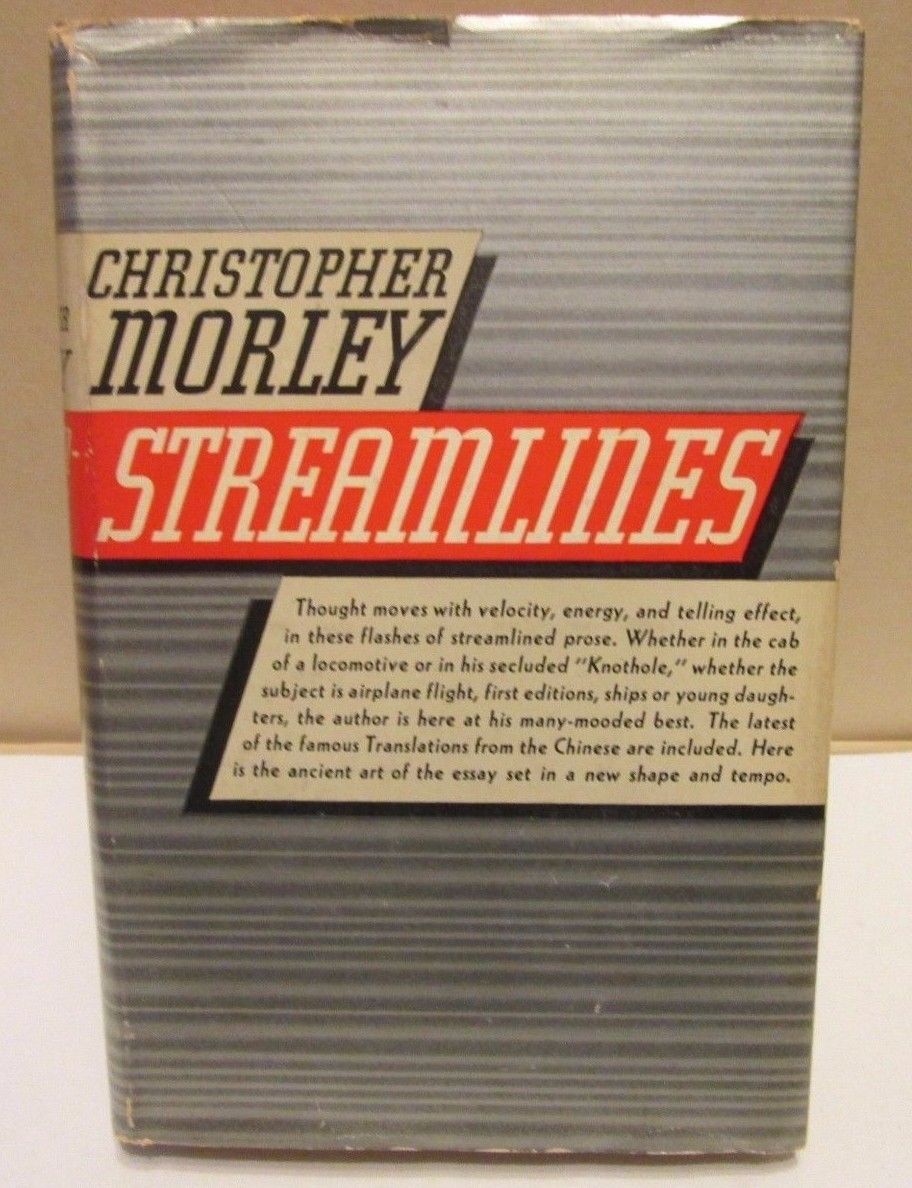 CHRISTOPHER
MORLEY
STREAMLINES
Thought moves with velocity, energy, and telling effect,
in these flashes of streamlined prose. Whether in the cab
of a locomotive or in his secluded "Knothole," whether the
subject is airplane flight, first editions, ships or young daugh-
ters, the author is here at his many-mooded best. The latest
of the famous Translations from the Chinese are included. Here
is the ancient art of the essay set in a new shape and tempo.